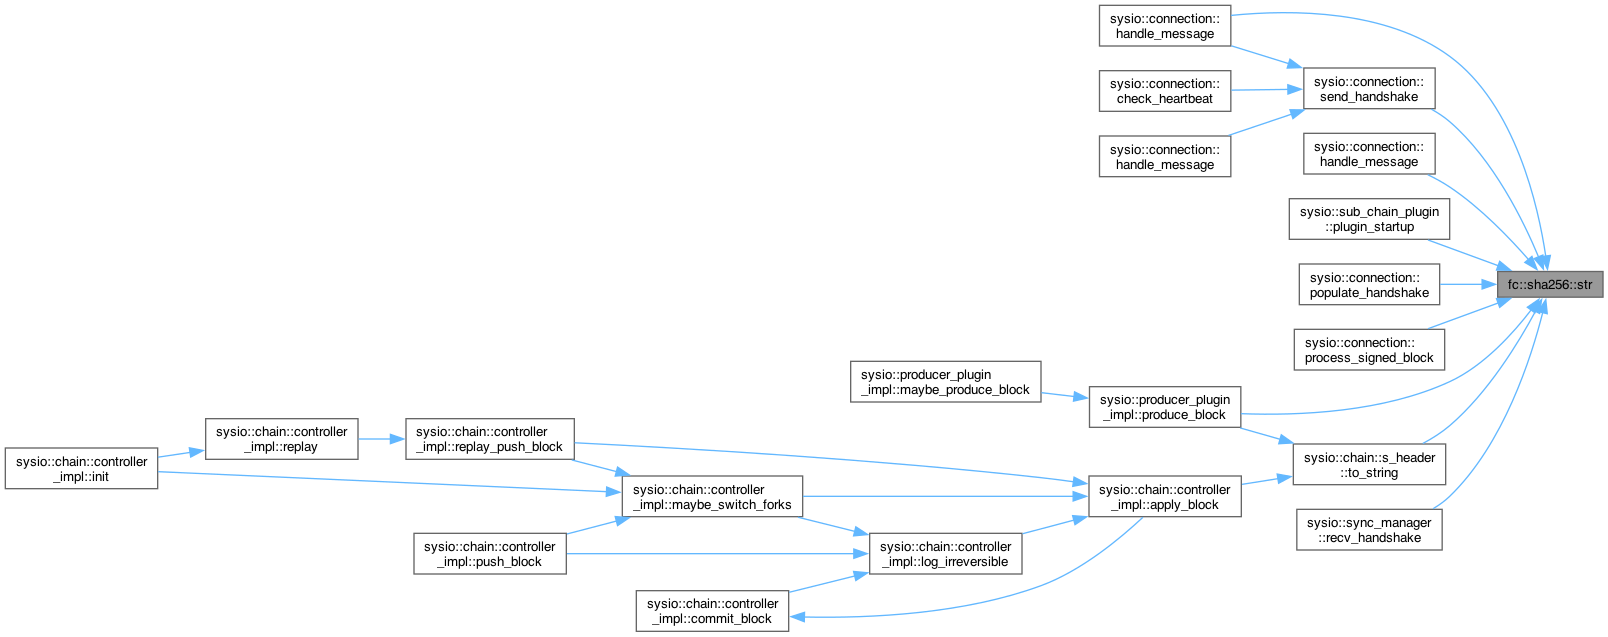 sysio::connection::
handle_message
sysio::connection::
send_handshake
sysio::connection::
check_heartbeat
sysio::connection::
handle_message
sysio::connection::
handle_message
sysio::sub_chain_plugin
::plugin_startup
fc::sha256::str
sysio::connection::
populate_handshake
sysio::connection::
process_signed_block
sysio::producer_plugin
_impl::maybe_produce_block
sysio::producer_plugin
_impl::produce_block
sysio::chain::controller
_impl::replay
sysio::chain::controller
_impl::replay_push_block
sysio::chain::s_header
::to_string
sysio::chain::controller
_impl::init
sysio::chain::controller
_impl::maybe_switch_forks
sysio::chain::controller
_impl::apply_block
sysio::sync_manager
::recv_handshake
sysio::chain::controller
_impl::push_block
sysio::chain::controller
_impl::log_irreversible
sysio::chain::controller
_impl::commit_block